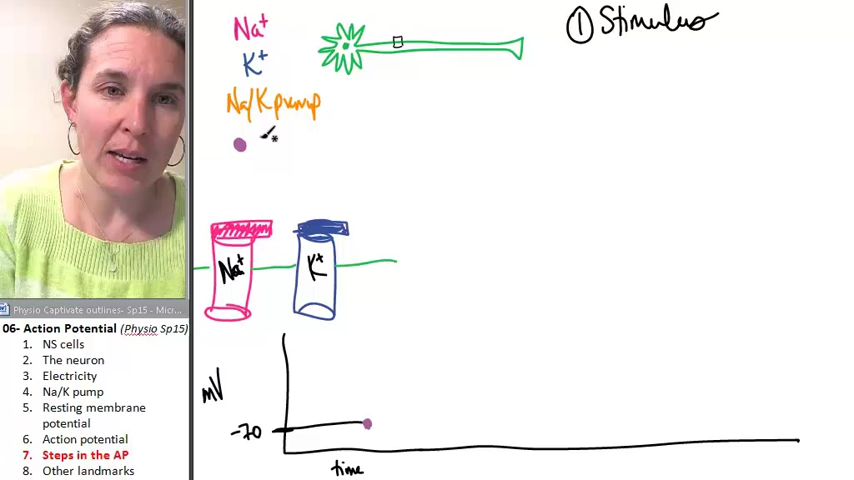 Na+
K+
Na/K pump
① Stimulus
Na+
K+
mV
-70
time
Physio Captivate outlines- Sp15 - Micr...
06- Action Potential (Physio Sp15)
1. NS cells
2. The neuron
3. Electricity
4. Na/K pump
5. Resting membrane
potential
6. Action potential
7. Steps in the AP
8. Other landmarks